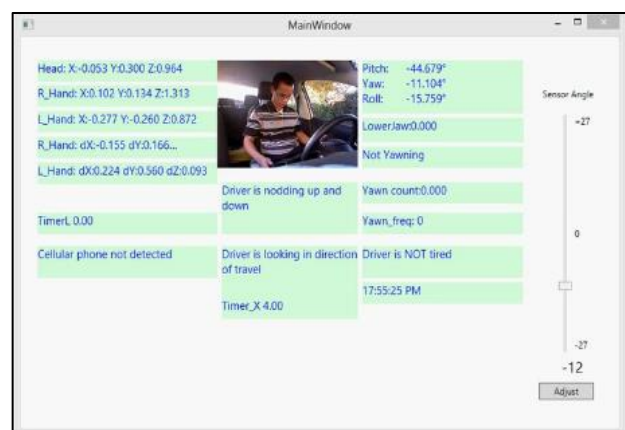 MainWindow
Head: X:-0.053 Y:0.300 Z:0.964
R_Hand: X:0.102 Y:0.134 Z:1.313
L_Hand: X:-0.277 Y:-0.260 Z:0.872
R_Hand: dX:-0.155 dY:0.166...
L_Hand: dX:0.224 dY:0.560 dZ:0.093
TimerL 0.00
Cellular phone not detected
Driver is nodding up and
down
Driver is looking in direction
of travel
Timer_X 4.00
Pitch: -44.679°
Yaw: -11.104°
Roll: -15.759°
LowerJaw:0.000
Not Yawning
Yawn count:0.000
Yawn_freq: 0
Driver is NOT tired
17:55:25 PM
Sensor Angle
+27
0
-27
-12
Adjust